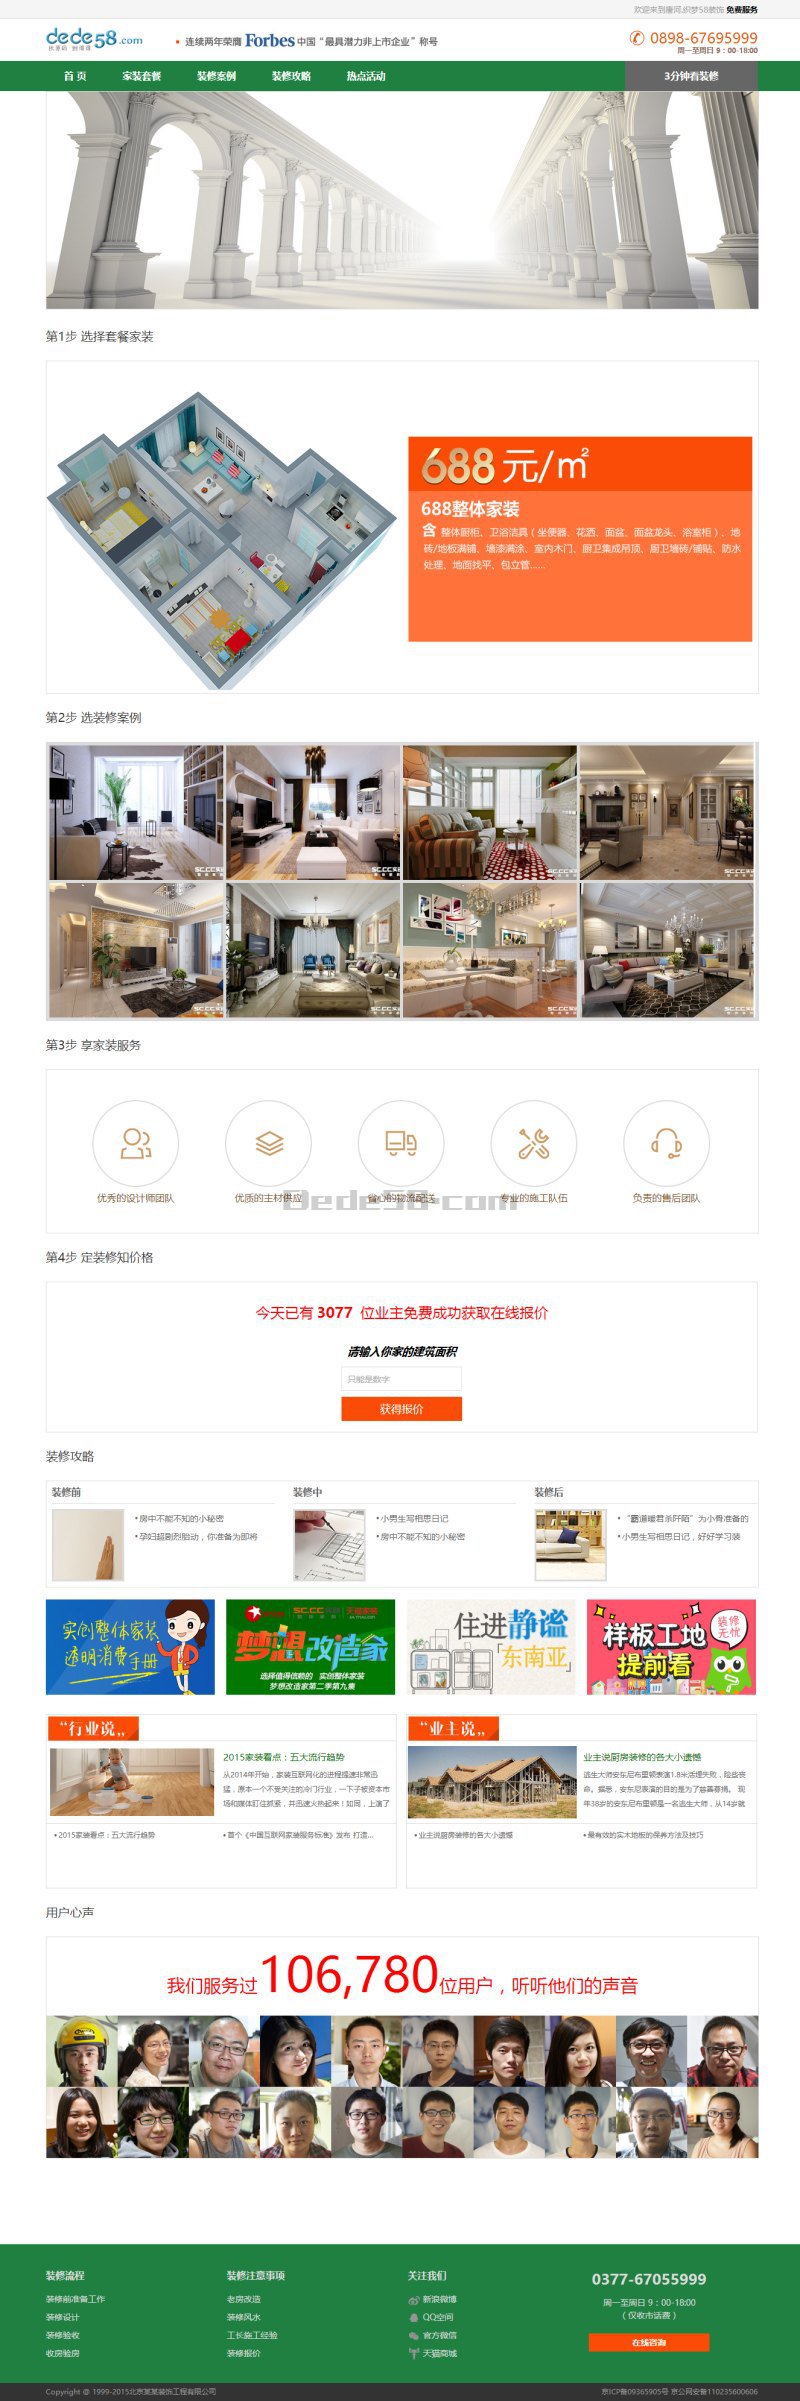 欢迎来到唐河,织梦58装饰 免费服务
dede58.com
连续两年荣膺 Forbes 中国“最具潜力非上市企业”称号
0898-67695999
周一至周日 9:00-18:00
首 页 家装套餐 装修案例 装修攻略 热点活动 3分钟看装修
第1步 选择套餐家装
688 元/㎡
688整体家装
含 整体厨柜、卫浴洁具（坐便器、花洒、面盆、面盆龙头、浴室柜）、地
砖/地板满铺、墙漆满涂、室内木门、厨卫集成吊顶、厨卫墙砖/铺贴、防水
处理、地面找平、包立管......
第2步 选装修案例
第3步 享家装服务
优秀的设计师团队 优质的主材供应 省心的物流配送 专业的施工队伍 负责的售后团队
Dede58.com
第4步 定装修知价格
今天已有 3077 位业主免费成功获取在线报价
请输入你家的建筑面积
只能是数字
获得报价
装修攻略
装修前 装修中 装修后
• 房中不能不知的小秘密
• 孕妇超剧烈胎动，你准备为即将
• 小男生写相思日记
• 房中不能不知的小秘密
• “霸道暖君杀阡陌”为小骨准备的
• 小男生写相思日记，好好学习装
实创整体家装
透明消费手册
SC.CC 天猫家装
梦想改造家
选择值得信赖的 实创整体家装
梦想改造家第二季第九集
住进静谧
东南亚
样板工地
提前看
装修
无忧
“行业说„
2015家装看点：五大流行趋势
从2014年开始，家装互联网化的进程提速非常迅
猛，原本一个不受关注的冷门行业，一下子被资本市
场和媒体盯住抓紧，并迅速火热起来！如同，上演了
• 2015家装看点：五大流行趋势 • 首个《中国互联网家装服务标准》发布 打造...
“业主说„
业主说厨房装修的各大小遗憾
逃生大师安东尼布里顿表演1.8米活埋失败，险些丧
命。据悉，安东尼表演的目的是为了慈善募捐。 现
年38岁的安东尼布里顿是一名逃生大师，从14岁就
• 业主说厨房装修的各大小遗憾 • 最有效的实木地板的保养方法及技巧
用户心声
我们服务过106,780位用户，听听他们的声音
装修流程
装修前准备工作
装修设计
装修验收
收房验房
装修注意事项
老房改造
装修风水
工长施工经验
装修报价
关注我们
新浪微博
QQ空间
官方微信
天猫商城
0377-67055999
周一至周日 9：00-18:00
（仅收市话费）
在线咨询
Copyright @ 1999-2015北京某某装饰工程有限公司
京ICP备09365905号 京公网安备110235600606